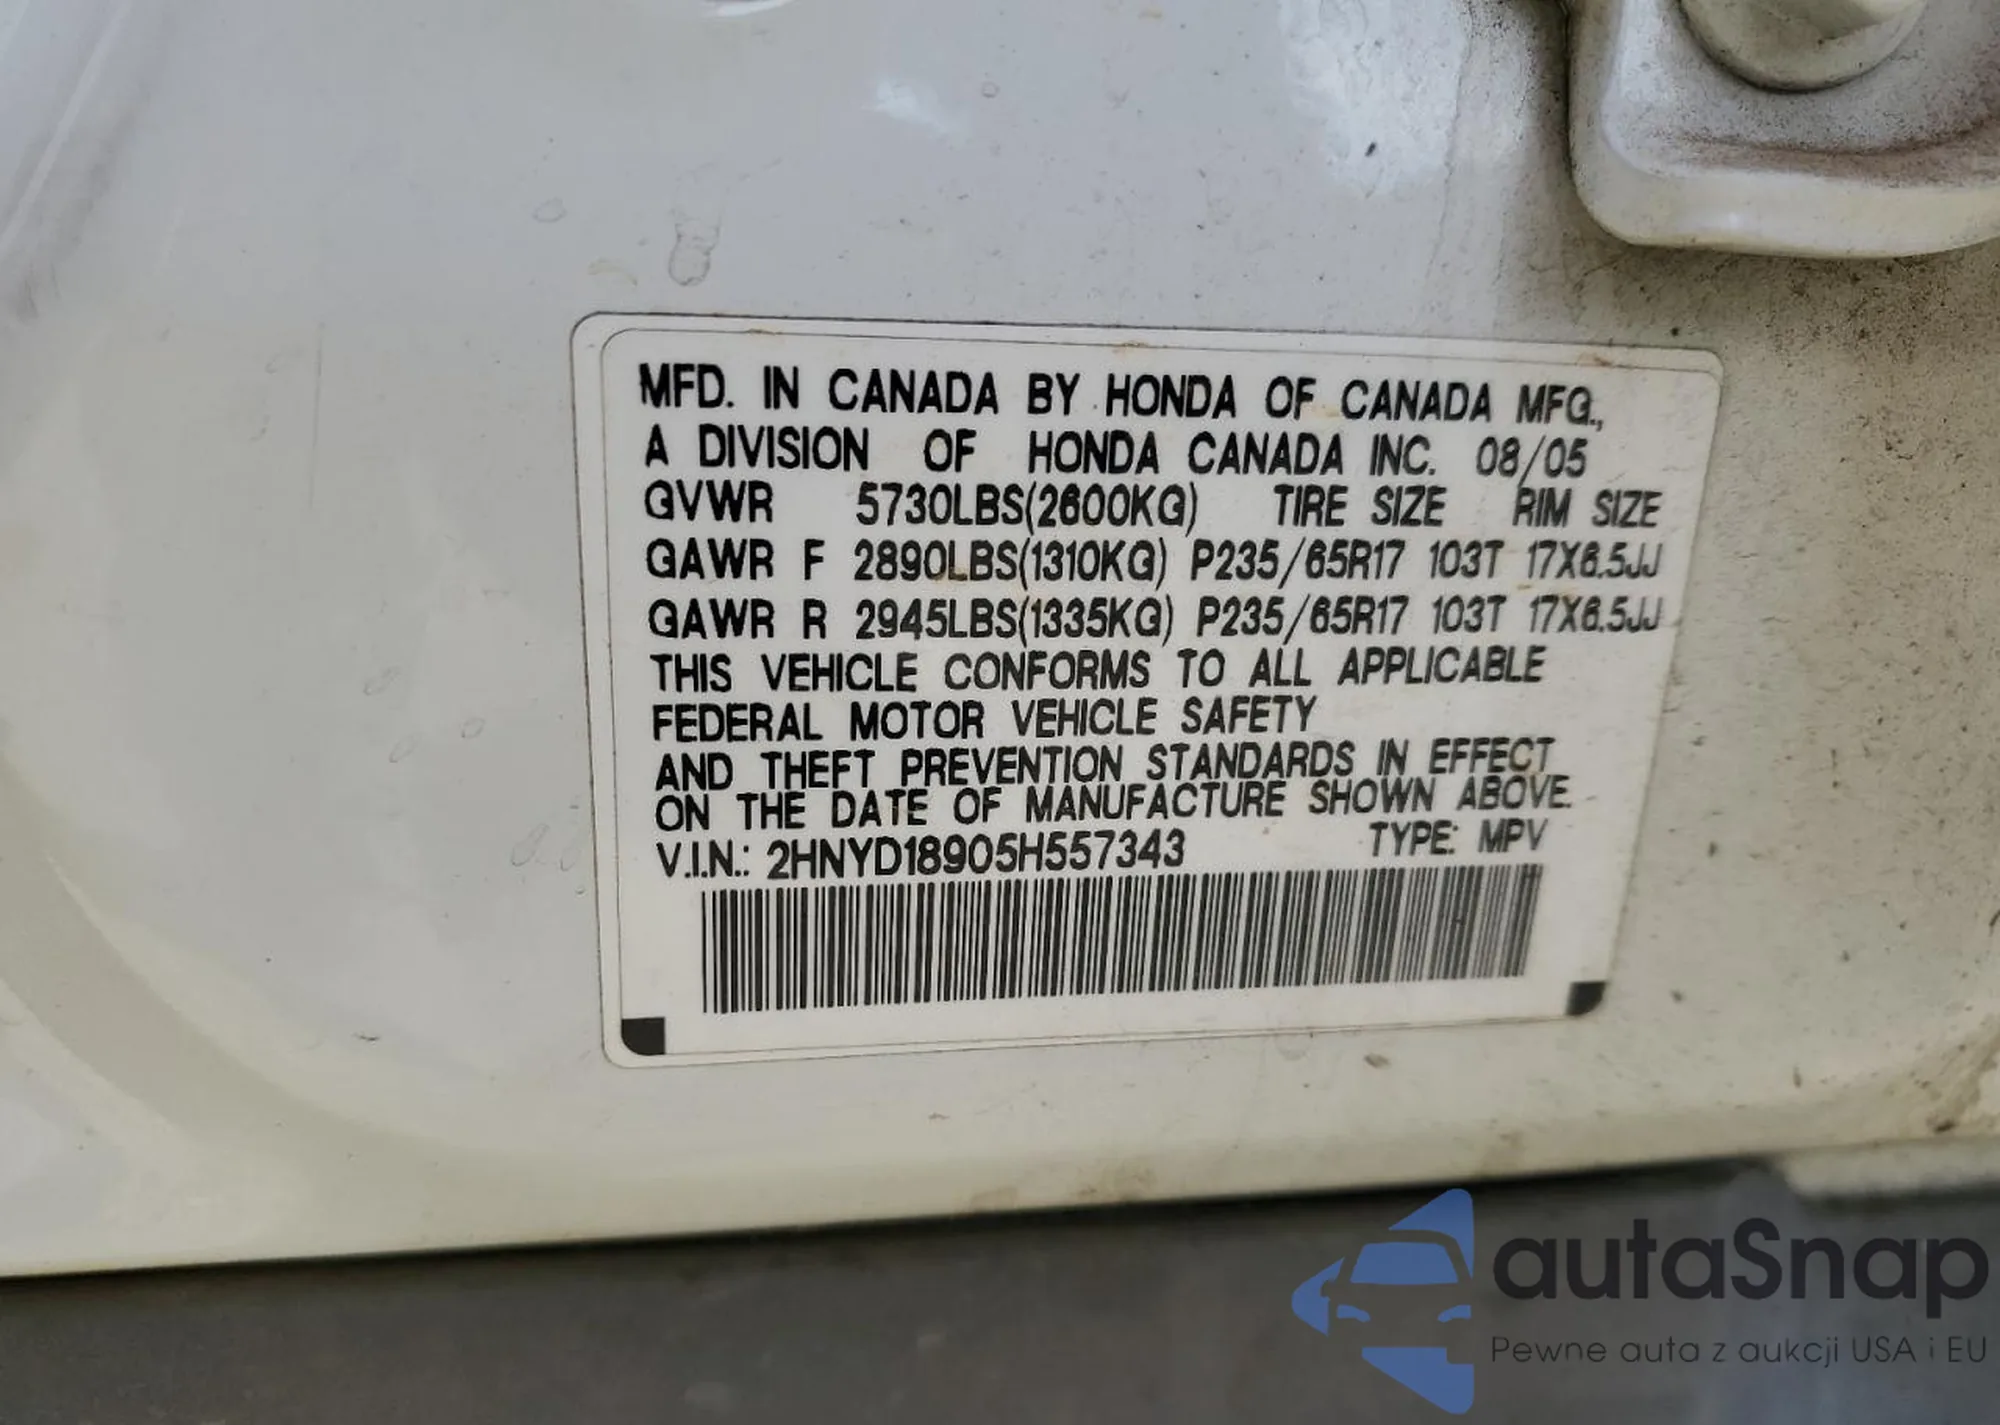 MFD. IN CANADA BY HONDA OF CANADA MFG.,
A DIVISION OF HONDA CANADA INC. 08/05
GVWR 5730LBS(2600KG) TIRE SIZE RIM SIZE
GAWR F 2890LBS(1310KG) P235/65R17 103T 17X6.5JJ
GAWR R 2945LBS(1335KG) P235/65R17 103T 17X6.5JJ
THIS VEHICLE CONFORMS TO ALL APPLICABLE
FEDERAL MOTOR VEHICLE SAFETY
AND THEFT PREVENTION STANDARDS IN EFFECT
ON THE DATE OF MANUFACTURE SHOWN ABOVE.
V.I.N.: 2HNYD18905H557343 TYPE: MPV
autaSnap
Pewne auta z aukcji USA i EU